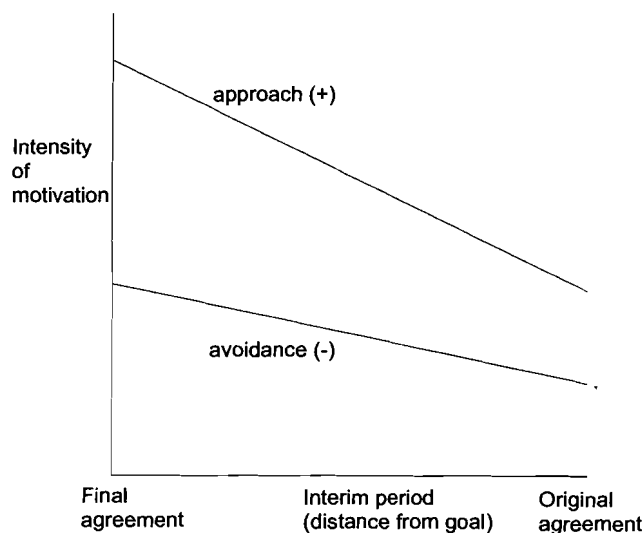 approach (+)
Intensity
of
motivation
avoidance (-)
Final
agreement
Interim period
(distance from goal)
Original
agreement